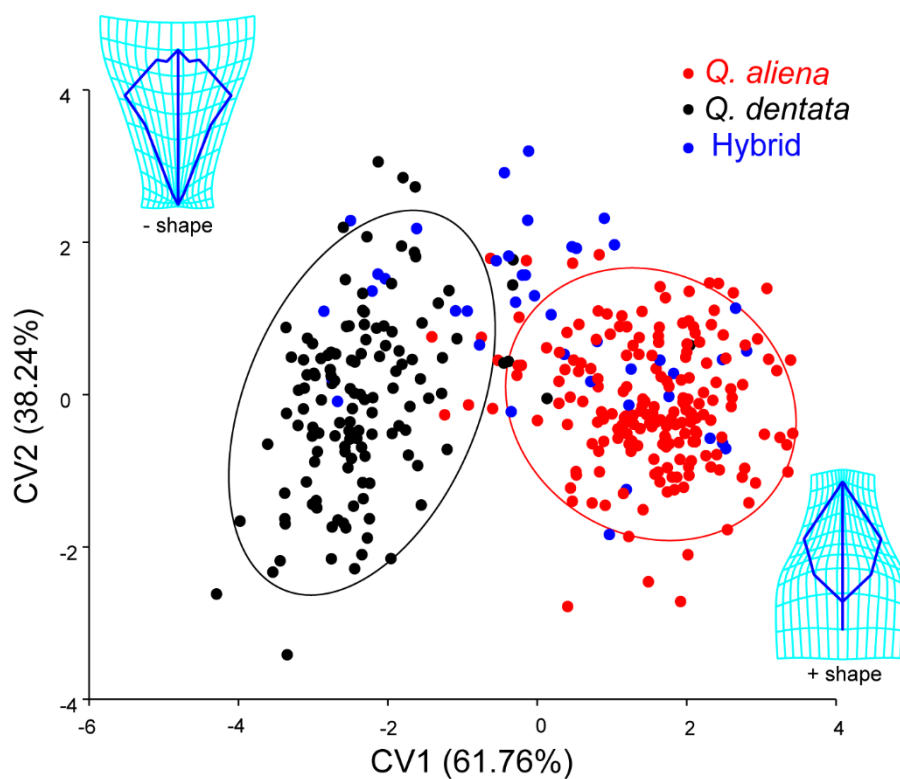 Q. aliena
Q. dentata
Hybrid
- shape
+ shape
4
2
0
-2
-4
-6
-4
-2
0
2
4
CV2 (38.24%)
CV1 (61.76%)